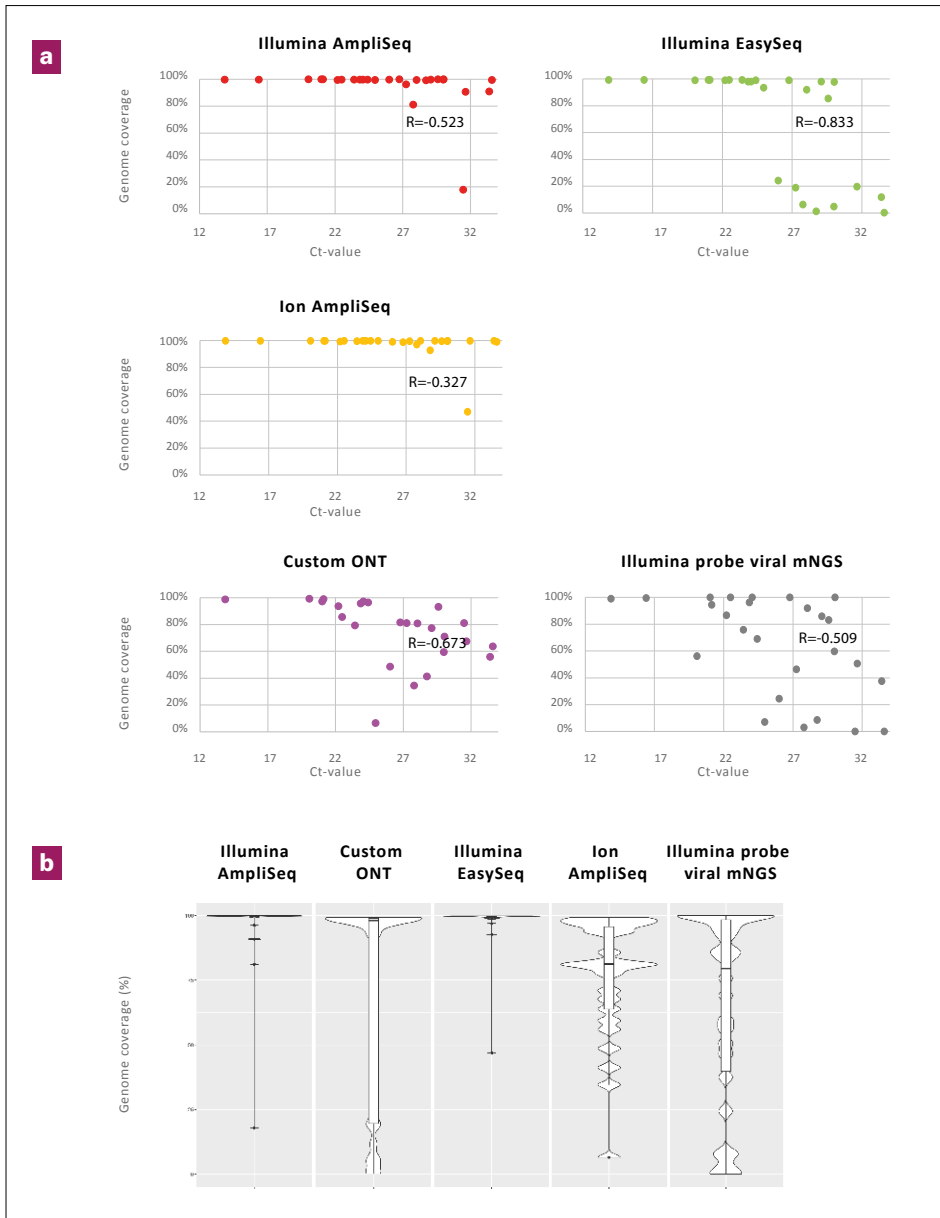 a
Illumina AmpliSeq
Genome coverage
100%
80%
60%
40%
20%
0%
R=-0.523
12 17 22 27 32
Ct-value
Illumina EasySeq
100%
80%
60%
40%
20%
0%
R=-0.833
12 17 22 27 32
Ct-value
Ion AmpliSeq
Genome coverage
100%
80%
60%
40%
20%
0%
R=-0.327
12 17 22 27 32
Ct-value
Custom ONT
Genome coverage
100%
80%
60%
40%
20%
0%
R=-0.673
12 17 22 27 32
Ct-value
Illumina probe viral mNGS
100%
80%
60%
40%
20%
0%
R=-0.509
12 17 22 27 32
Ct-value
b
Illumina
AmpliSeq
Custom
ONT
Illumina
EasySeq
Ion
AmpliSeq
Illumina probe
viral mNGS
Genome coverage (%)
100